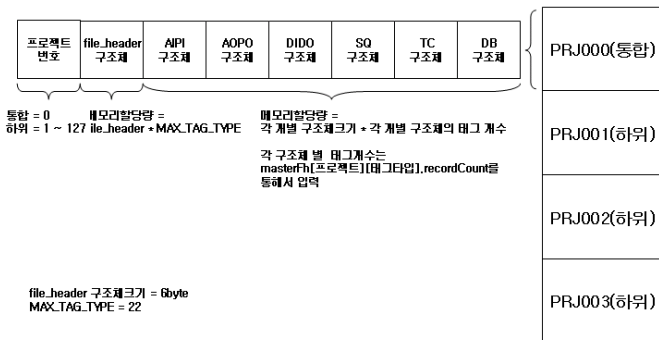 프로젝트
번호
file_header
구조체
AIPI
구조체
AOPO
구조체
DIDO
구조체
SQ
구조체
TC
구조체
DB
구조체
PRJ000(통합)
통합 = 0
하위 = 1 ~ 127
메모리할당량 =
ile_header * MAX_TAG_TYPE
메모리할당량 =
각 개별 구조체크기 * 각 개별 구조체의 태그 개수
각 구조체 별 태그개수는
masterFh[프로젝트][태그타입].recordCount를
통해서 입력
PRJ001(하위)
PRJ002(하위)
file_header 구조체크기 = 6byte
MAX_TAG_TYPE = 22
PRJ003(하위)